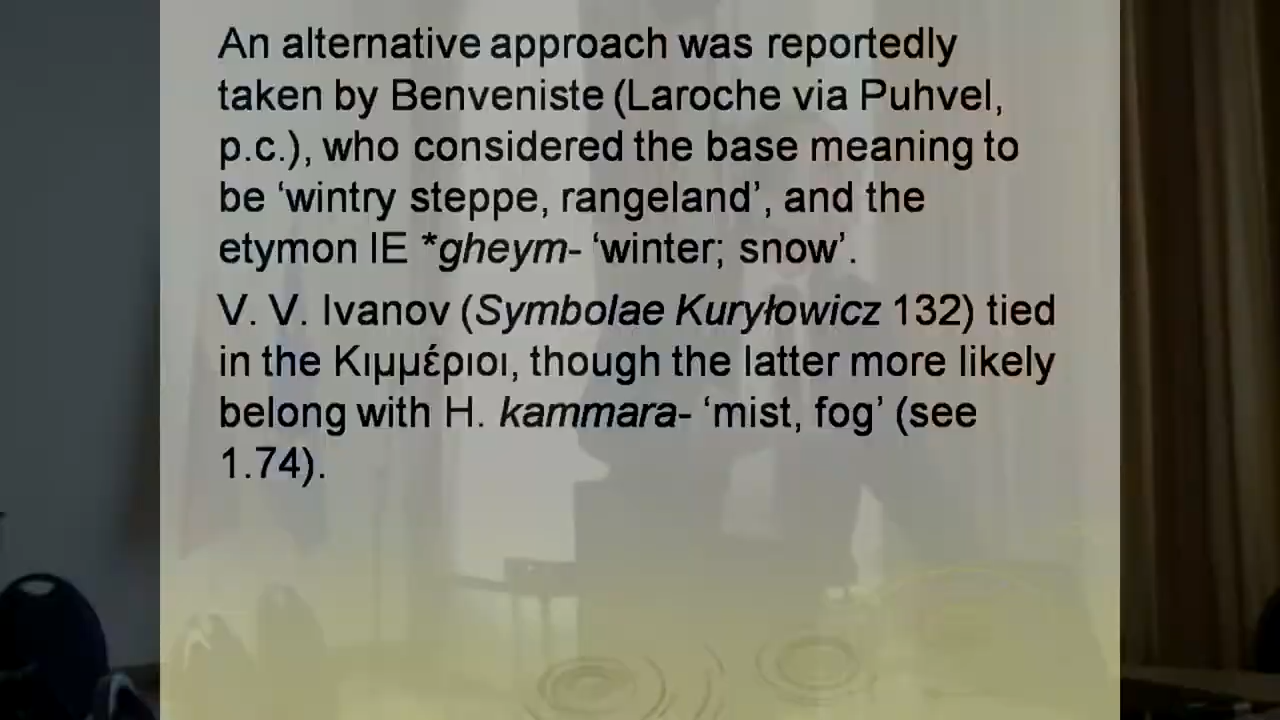 An alternative approach was reportedly
taken by Benveniste (Laroche via Puhvel,
p.c.), who considered the base meaning to
be ‘wintry steppe, rangeland’, and the
etymon IE *gheym- ‘winter; snow’.
V. V. Ivanov (Symbolae Kuryłowicz 132) tied
in the Κιμμέριοι, though the latter more likely
belong with H. kammara- ‘mist, fog’ (see
1.74).